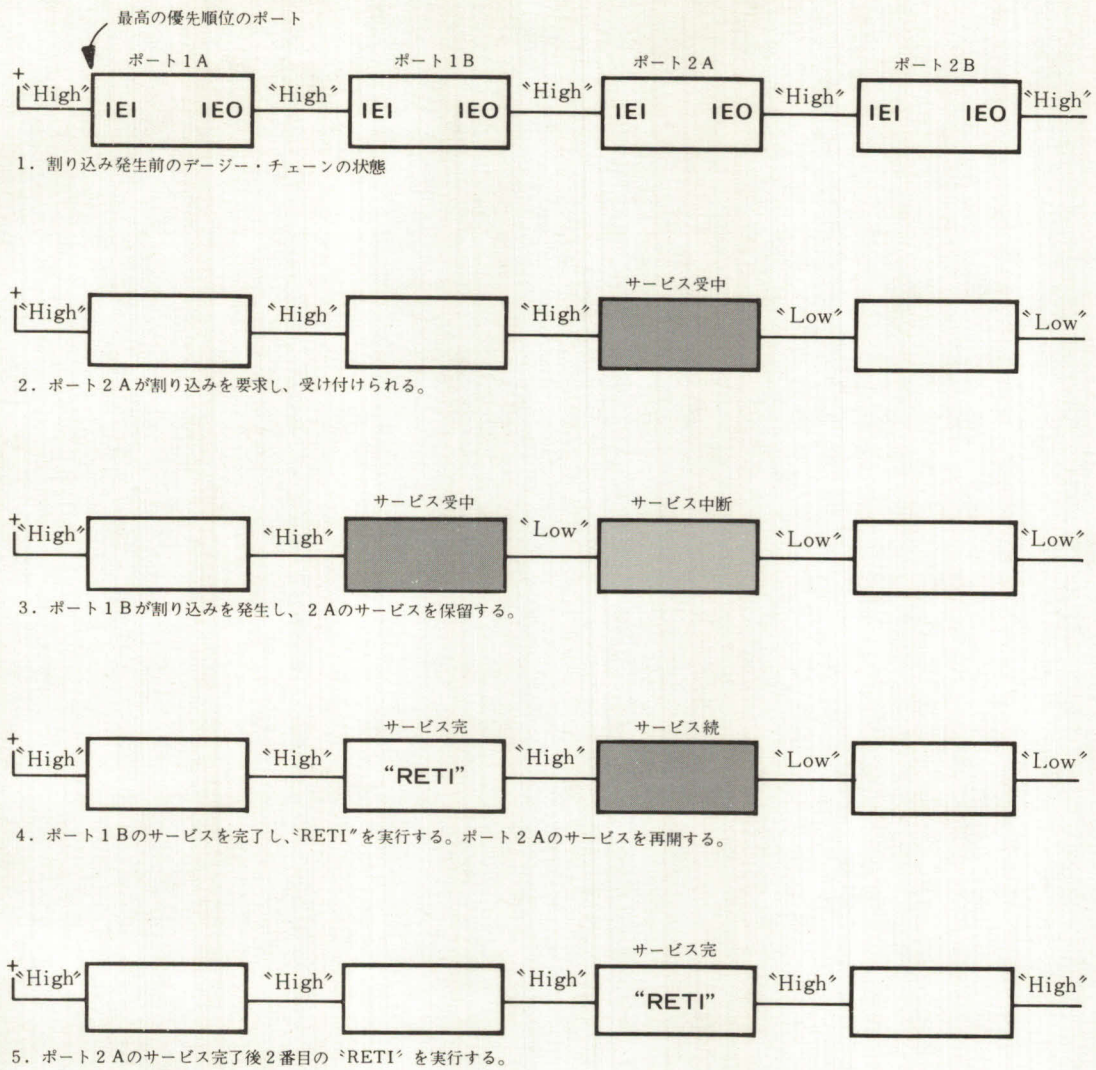 最高の優先順位のポート
ポート1A ポート1B ポート2A ポート2B
+ 〝High〞 IEI IEO 〝High〞 IEI IEO 〝High〞 IEI IEO 〝High〞 IEI IEO 〝High〞
1. 割り込み発生前のデージー・チェーンの状態
サービス受中
+ 〝High〞 〝High〞 〝High〞 〝Low〞 〝Low〞
2. ポート2Aが割り込みを要求し、受け付けられる。
サービス受中 サービス中断
+ 〝High〞 〝High〞 〝Low〞 〝Low〞 〝Low〞
3. ポート1Bが割り込みを発生し、2Aのサービスを保留する。
サービス完 サービス続
+ 〝High〞 〝High〞 “RETI” 〝High〞 〝Low〞 〝Low〞
4. ポート1Bのサービスを完了し、〝RETI〞を実行する。ポート2Aのサービスを再開する。
サービス完
+ 〝High〞 〝High〞 〝High〞 “RETI” 〝High〞 〝High〞
5. ポート2Aのサービス完了後2番目の〝RETI〞を実行する。